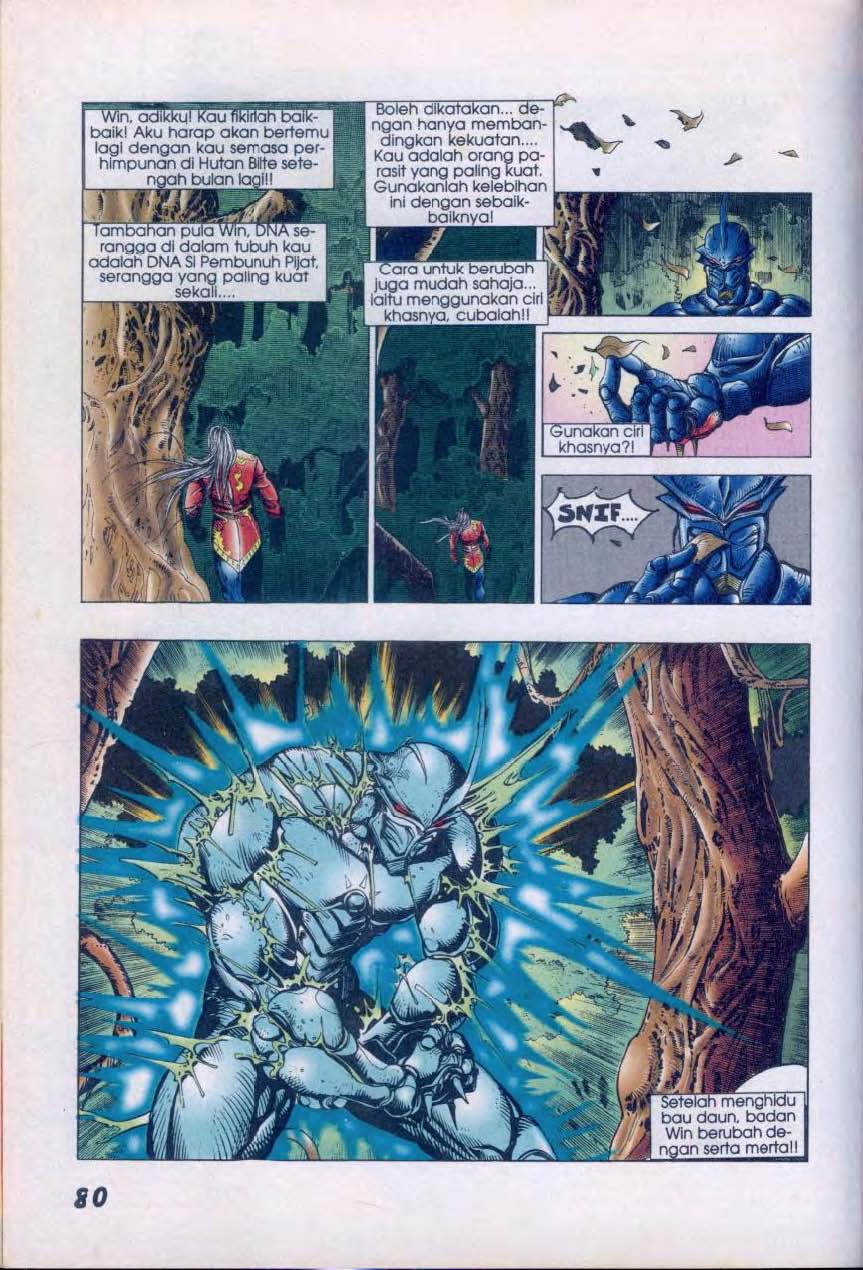 Win, adikku! Kau fikirlah baik-
baik! Aku harap akan bertemu
lagi dengan kau semasa per-
himpunan di Hutan Bilte sete-
ngah bulan lagi!!
Tambahan pula Win, DNA se-
rangga di dalam tubuh kau
adalah DNA Si Pembunuh Pijat,
serangga yang paling kuat
sekali....
Boleh dikatakan... de-
ngan hanya memban-
dingkan kekuatan....
Kau adalah orang pa-
rasit yang paling kuat.
Gunakanlah kelebihan
ini dengan sebaik-
baiknya!
Cara untuk berubah
juga mudah sahaja...
iaitu menggunakan ciri
khasnya, cubalah!!
Gunakan ciri
khasnya?!
SNIF....
Setelah menghidu
bau daun, badan
Win berubah de-
ngan serta merta!!
80